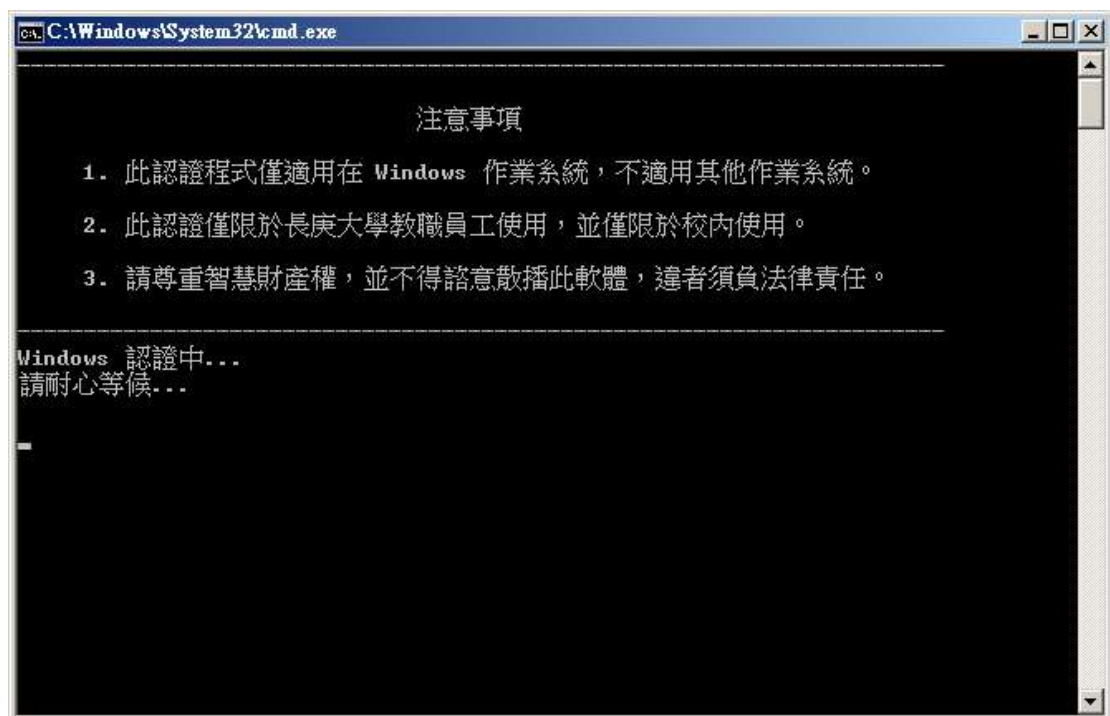 C:\Windows\System32\cmd.exe
注意事項
1. 此認證程式僅適用在 Windows 作業系統，不適用其他作業系統。
2. 此認證僅限於長庚大學教職員工使用，並僅限於校內使用。
3. 請尊重智慧財產權，並不得諮意散播此軟體，違者須負法律責任。
Windows 認證中...
請耐心等候...